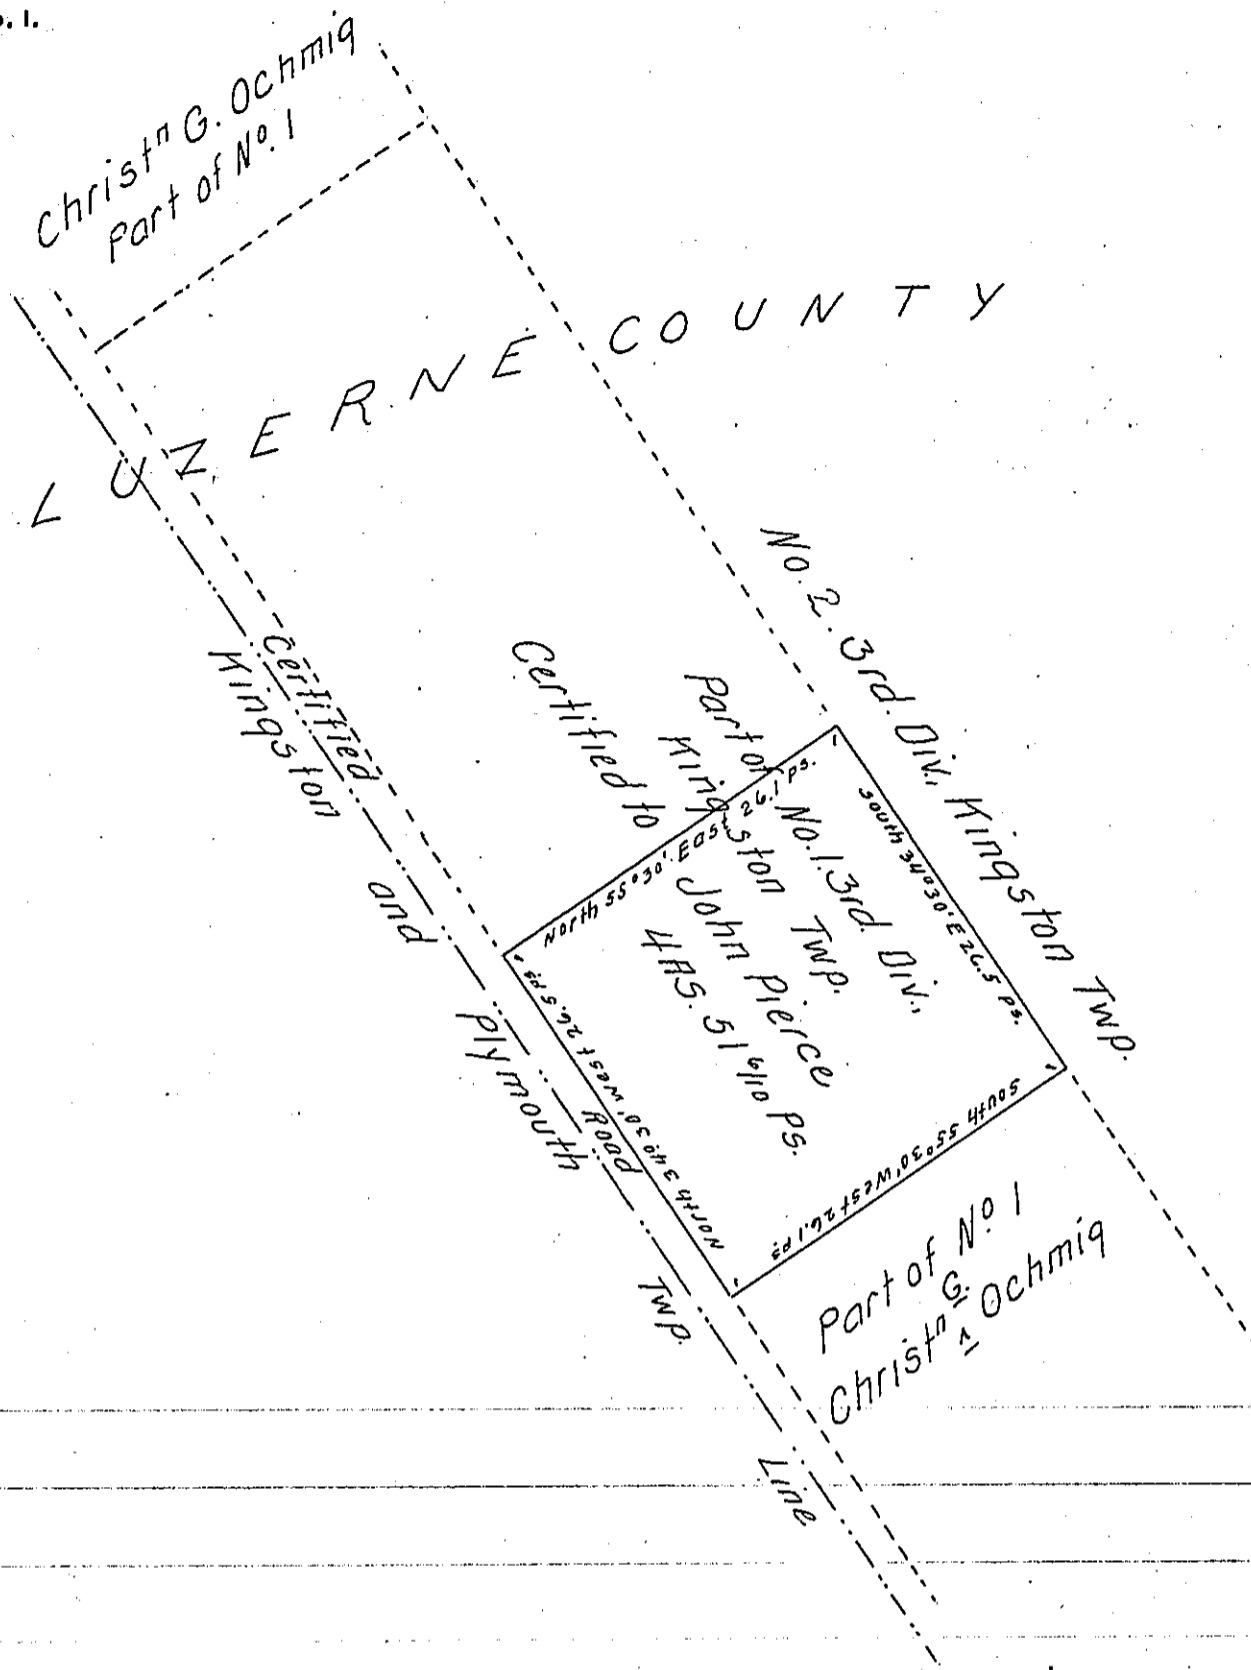 . 1.
Christⁿ G. Ochmig
Part of Nº. 1
LUZERNE COUNTY
No. 2. 3rd. Div., Kingston Twp.
Part of No. 1. 3rd. Div.,
Kingston Twp.
Certified to John Pierce
4 As. 51 6/10 Ps.
North 55° 30'. East 26.1 Ps.
South 34° 30' E 26.5 Ps.
South 55° 30' West 26.1 Ps
North 34° 30' West 26.5 Ps
Certified Road
Kingston and Plymouth Twp. Line
Part of Nº 1
Christⁿ G. Ochmig